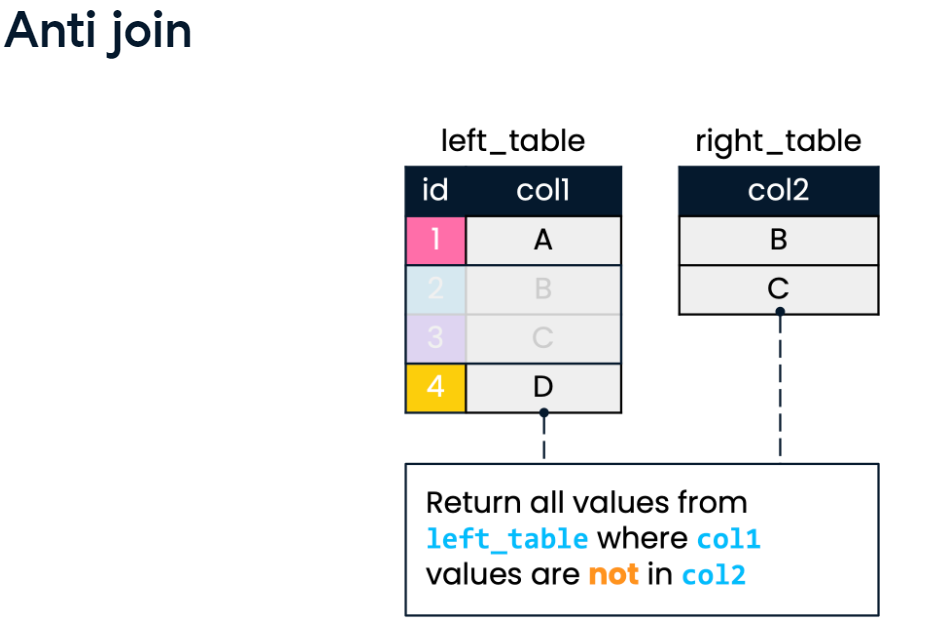 Anti join
left_table
id col1
1 A
2 B
3 C
4 D
right_table
col2
B
C
Return all values from
left_table where col1
values are not in col2